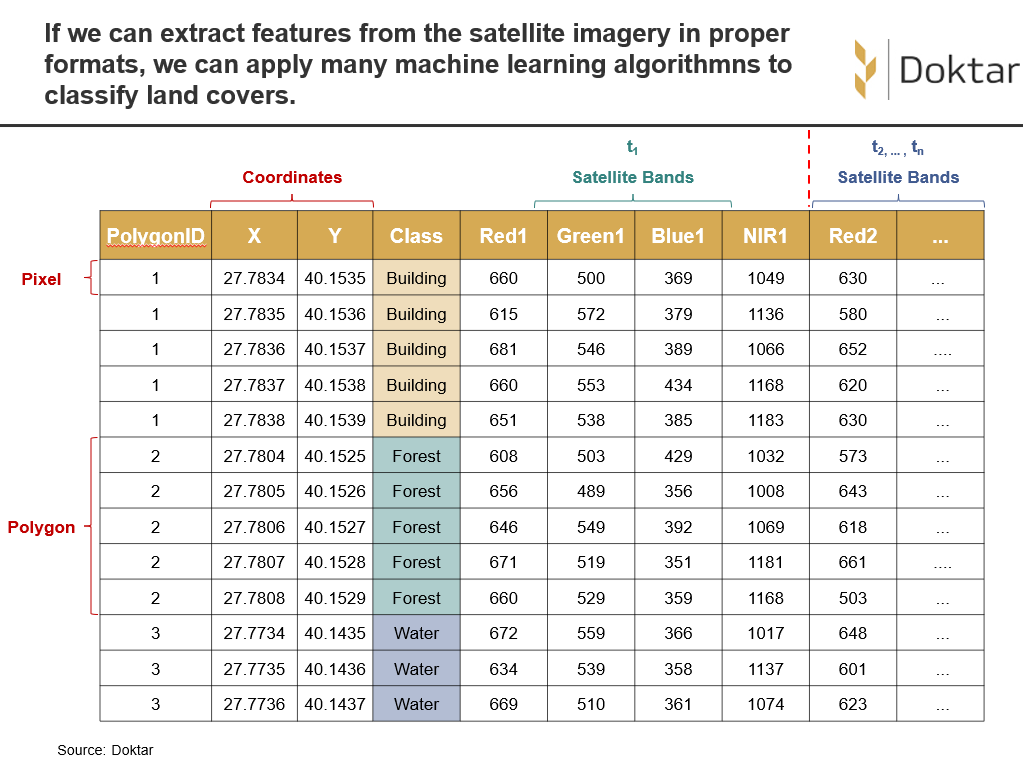 If we can extract features from the satellite imagery in proper
formats, we can apply many machine learning algorithmns to
classify land covers.
Doktar
t1 t2, ... , tn
Coordinates Satellite Bands Satellite Bands
PolygonID X Y Class Red1 Green1 Blue1 NIR1 Red2 ...
Pixel 1 27.7834 40.1535 Building 660 500 369 1049 630 ...
1 27.7835 40.1536 Building 615 572 379 1136 580 ...
1 27.7836 40.1537 Building 681 546 389 1066 652 ....
1 27.7837 40.1538 Building 660 553 434 1168 620 ...
1 27.7838 40.1539 Building 651 538 385 1183 630 ...
2 27.7804 40.1525 Forest 608 503 429 1032 573 ...
2 27.7805 40.1526 Forest 656 489 356 1008 643 ...
Polygon 2 27.7806 40.1527 Forest 646 549 392 1069 618 ...
2 27.7807 40.1528 Forest 671 519 351 1181 661 ....
2 27.7808 40.1529 Forest 660 529 359 1168 503 ...
3 27.7734 40.1435 Water 672 559 366 1017 648 ...
3 27.7735 40.1436 Water 634 539 358 1137 601 ...
3 27.7736 40.1437 Water 669 510 361 1074 623 ...
Source: Doktar